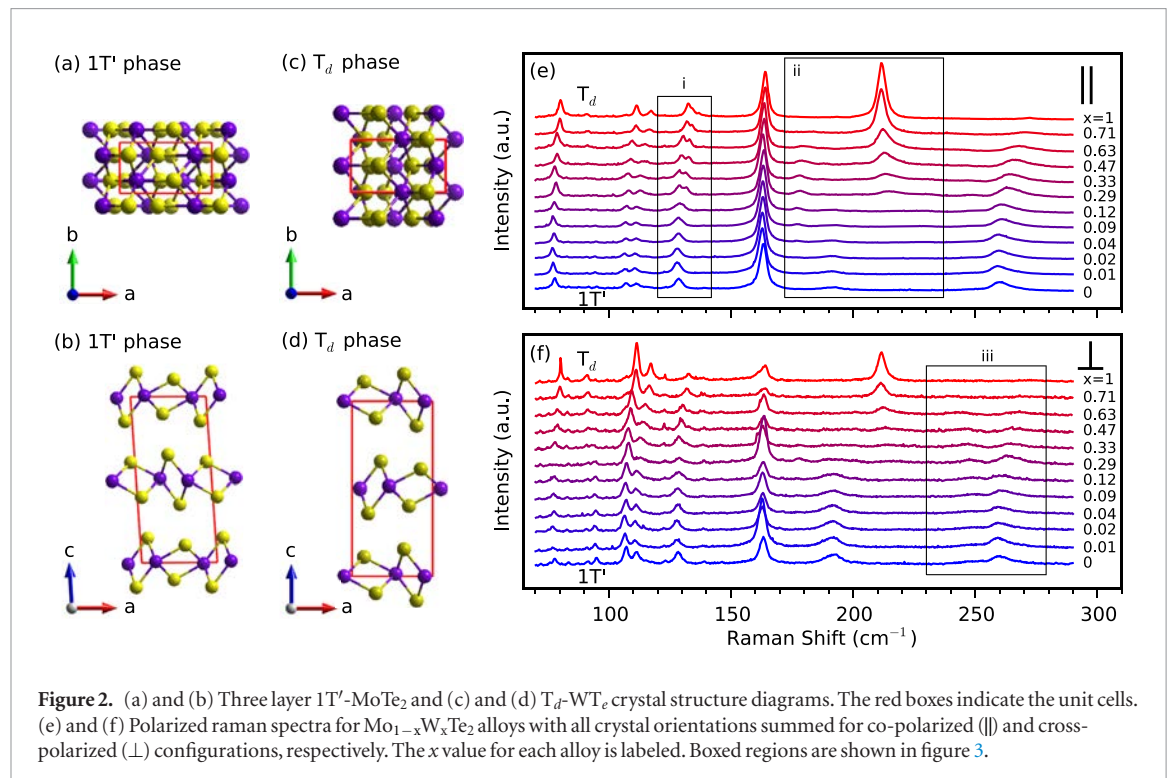 (a) 1T' phase
(c) T_d phase
b
a
b
a
(b) 1T' phase
(d) T_d phase
c
a
c
a
(e)
i
ii
||
T_d
x=1
0.71
0.63
0.47
0.33
0.29
0.12
0.09
0.04
0.02
0.01
0
1T'
Intensity (a.u.)
(f)
iii
⊥
T_d
x=1
0.71
0.63
0.47
0.33
0.29
0.12
0.09
0.04
0.02
0.01
0
1T'
Intensity (a.u.)
100 150 200 250 300
Raman Shift (cm⁻¹)
Figure 2. (a) and (b) Three layer 1T′-MoTe₂ and (c) and (d) T_d-WT_e crystal structure diagrams. The red boxes indicate the unit cells.
(e) and (f) Polarized raman spectra for Mo₁₋ₓWₓTe₂ alloys with all crystal orientations summed for co-polarized (||) and cross-
polarized (⊥) configurations, respectively. The x value for each alloy is labeled. Boxed regions are shown in figure 3.